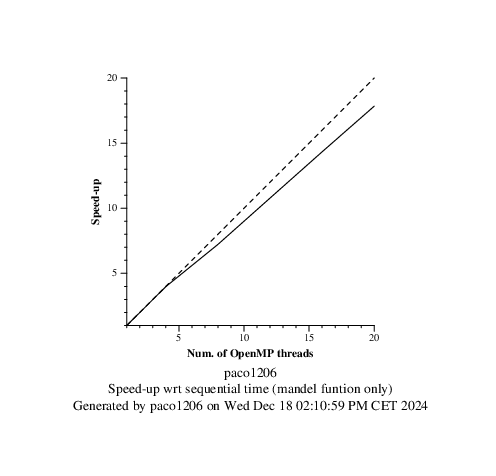 20
15
10
5
Speed-up
5 10 15 20
Num. of OpenMP threads
paco1206
Speed-up wrt sequential time (mandel funtion only)
Generated by paco1206 on Wed Dec 18 02:10:59 PM CET 2024